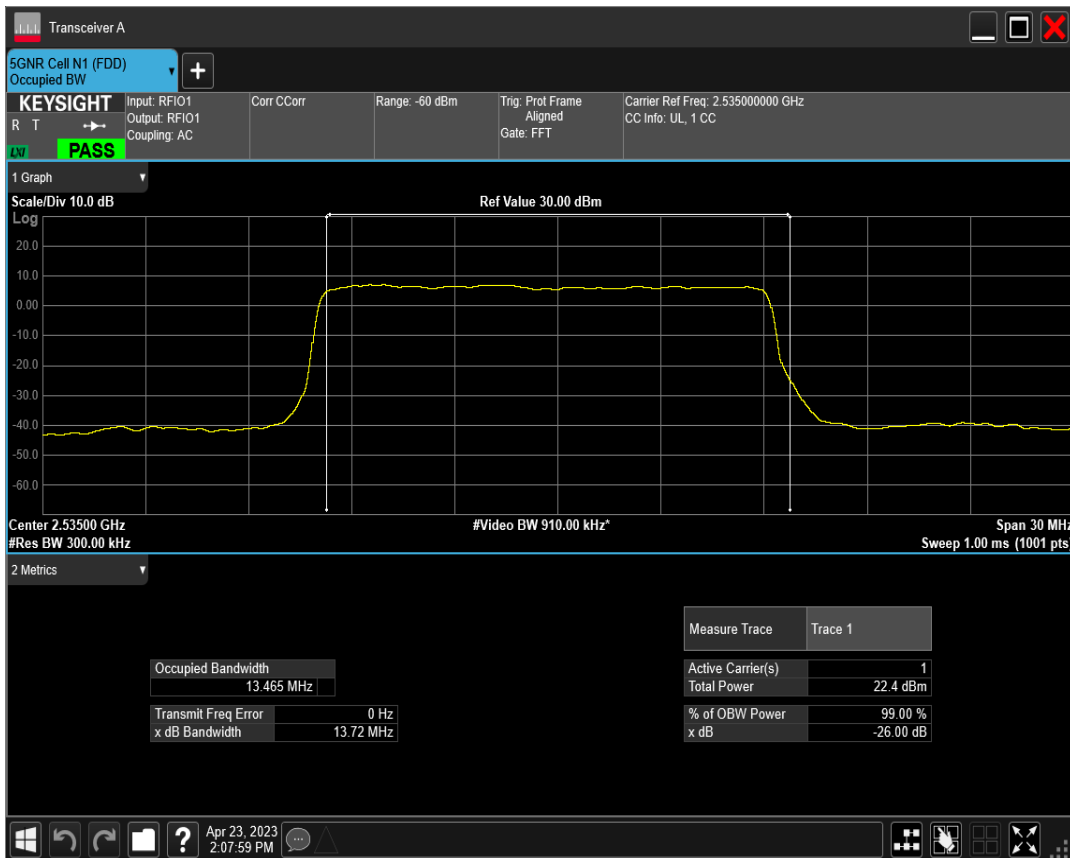 Transceiver A
5GNR Cell N1 (FDD)
Occupied BW
KEYSIGHT
R T
LXI
PASS
Input: RFIO1
Output: RFIO1
Coupling: AC
Corr CCorr
Range: -60 dBm
Trig: Prot Frame
Aligned
Gate: FFT
Carrier Ref Freq: 2.535000000 GHz
CC Info: UL, 1 CC
1 Graph
Scale/Div 10.0 dB
Ref Value 30.00 dBm
Log
20.0
10.0
0.00
-10.0
-20.0
-30.0
-40.0
-50.0
-60.0
Center 2.53500 GHz
#Video BW 910.00 kHz*
Span 30 MHz
#Res BW 300.00 kHz
Sweep 1.00 ms (1001 pts)
2 Metrics
Measure Trace Trace 1
Occupied Bandwidth
13.465 MHz
Active Carrier(s) 1
Total Power 22.4 dBm
Transmit Freq Error 0 Hz
x dB Bandwidth 13.72 MHz
% of OBW Power 99.00 %
x dB -26.00 dB
?
Apr 23, 2023
2:07:59 PM